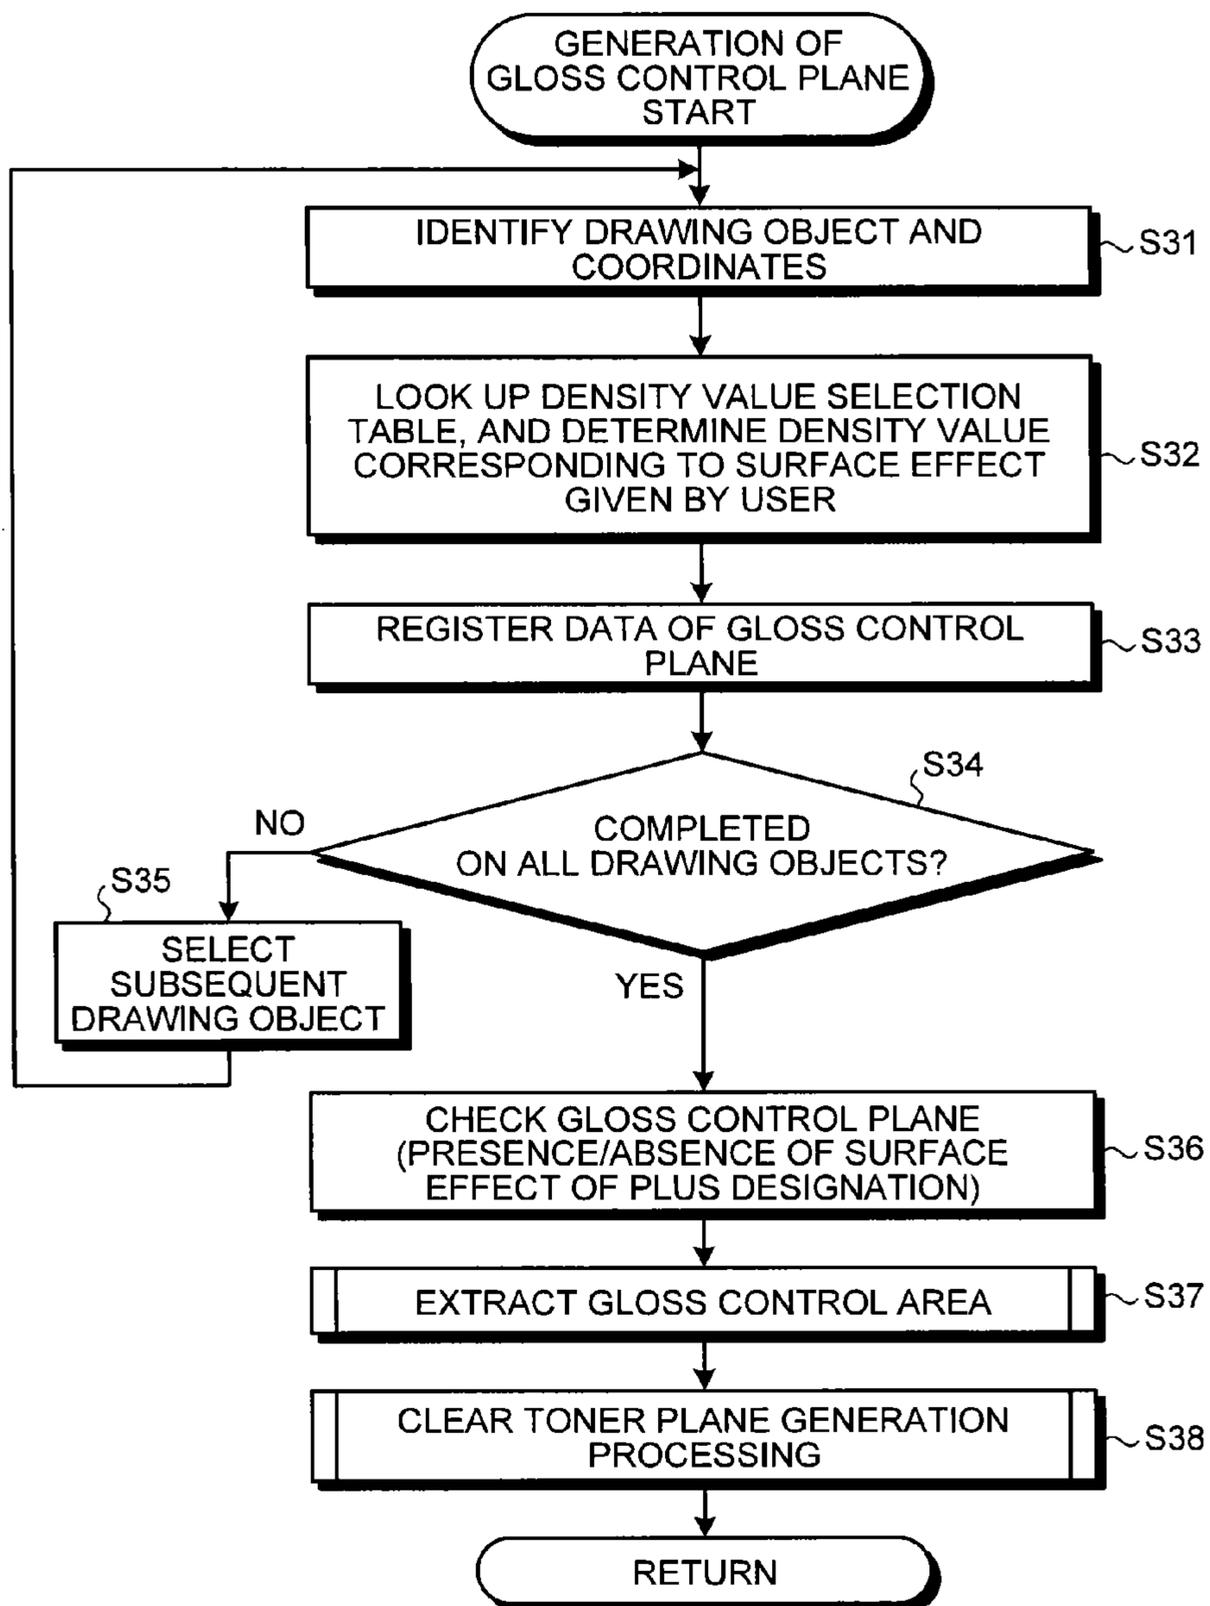 GENERATION OF
GLOSS CONTROL PLANE
START
IDENTIFY DRAWING OBJECT AND
COORDINATES
S31
LOOK UP DENSITY VALUE SELECTION
TABLE, AND DETERMINE DENSITY VALUE
CORRESPONDING TO SURFACE EFFECT
GIVEN BY USER
S32
REGISTER DATA OF GLOSS CONTROL
PLANE
S33
S34
COMPLETED
ON ALL DRAWING OBJECTS?
NO
S35
SELECT
SUBSEQUENT
DRAWING OBJECT
YES
CHECK GLOSS CONTROL PLANE
(PRESENCE/ABSENCE OF SURFACE
EFFECT OF PLUS DESIGNATION)
S36
EXTRACT GLOSS CONTROL AREA
S37
CLEAR TONER PLANE GENERATION
PROCESSING
S38
RETURN